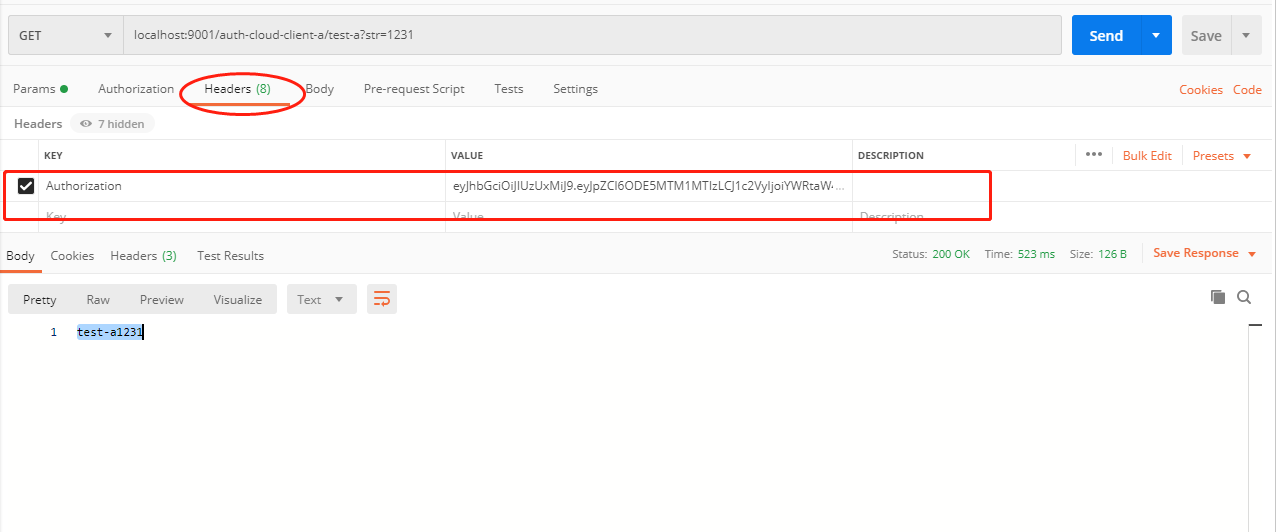 GET localhost:9001/auth-cloud-client-a/test-a?str=1231 Send Save
Params Authorization Headers (8) Body Pre-request Script Tests Settings Cookies Code
Headers 7 hidden
KEY VALUE DESCRIPTION ••• Bulk Edit Presets
Authorization eyJhbGciOiJIUzUxMiJ9.eyJpZCI6ODE5MTM1MTIzLCJ1c2VyIjoiYWRtaW4...
Key Value Description
Body Cookies Headers (3) Test Results Status: 200 OK Time: 523 ms Size: 126 B Save Response
Pretty Raw Preview Visualize Text
1 test-a1231